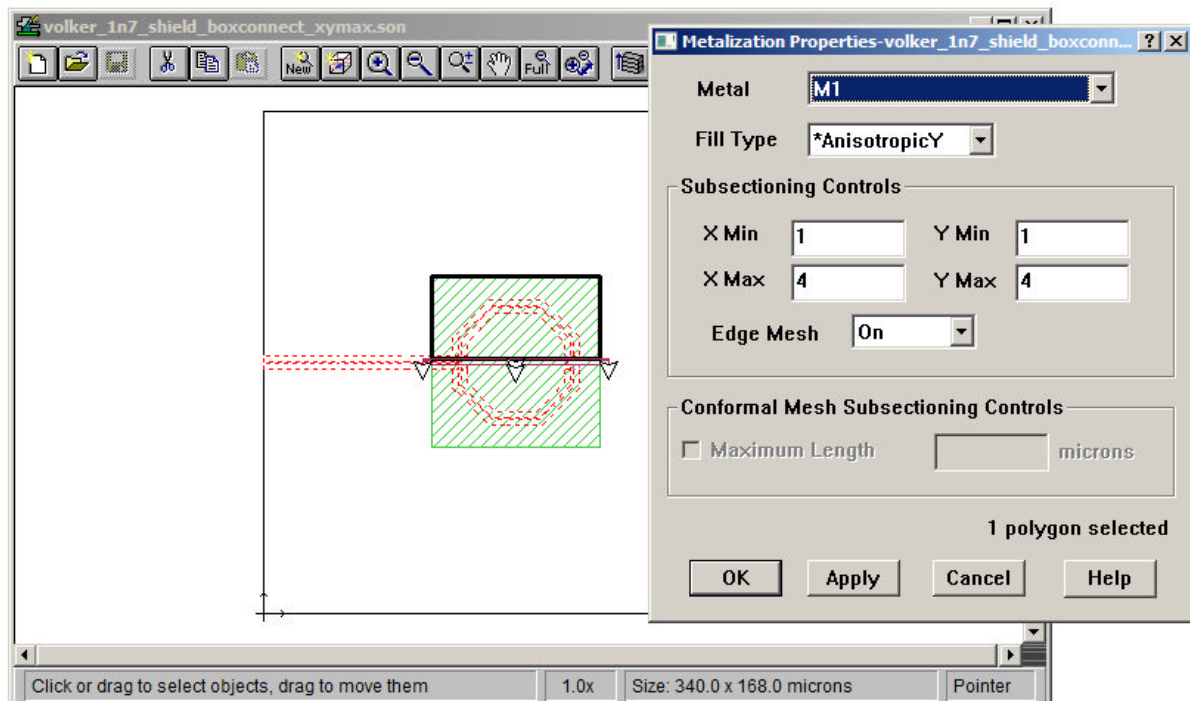 volker_1n7_shield_boxconnect_xymax.son
New
Full
Metalization Properties-volker_1n7_shield_boxconn...
Metal M1
Fill Type *AnisotropicY
Subsectioning Controls
X Min 1 Y Min 1
X Max 4 Y Max 4
Edge Mesh On
Conformal Mesh Subsectioning Controls
Maximum Length microns
1 polygon selected
OK Apply Cancel Help
Click or drag to select objects, drag to move them 1.0x Size: 340.0 x 168.0 microns Pointer